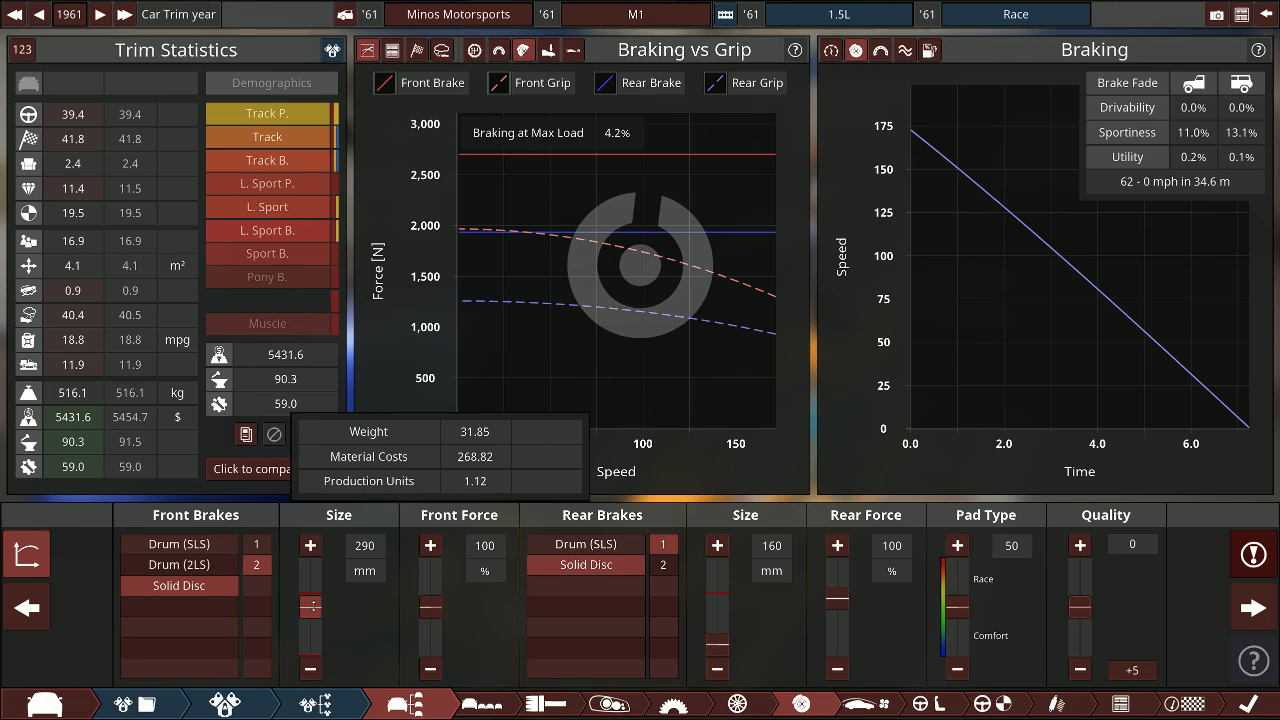 Car Trim year
1961
'61 Minos Motorsports '61 M1 '61 1.5L '61 Race
123 Trim Statistics
Demographics
39.4 39.4 Track P.
41.8 41.8 Track
2.4 2.4 Track B.
11.4 11.5 L. Sport P.
19.5 19.5 L. Sport
16.9 16.9 L. Sport B.
4.1 4.1 m² Sport B.
0.9 0.9 Pony B.
40.4 40.5
18.8 18.8 mpg Muscle
11.9 11.9 5431.6
516.1 516.1 kg 90.3
5431.6 5454.7 $ 59.0
90.3 91.5
59.0 59.0 Click to compa
Braking vs Grip ?
Front Brake Front Grip Rear Brake Rear Grip
Braking at Max Load 4.2%
3,000
2,500
2,000
1,500
1,000
500
Force [N]
100 150
Speed
Weight 31.85
Material Costs 268.82
Production Units 1.12
Braking ?
Brake Fade
Drivability 0.0% 0.0%
Sportiness 11.0% 13.1%
Utility 0.2% 0.1%
62 - 0 mph in 34.6 m
175
150
125
100
75
50
25
0
Speed
0.0 2.0 4.0 6.0
Time
Front Brakes Size Front Force Rear Brakes Size Rear Force Pad Type Quality
Drum (SLS) 1
Drum (2LS) 2
Solid Disc
+ 290 mm −
+ 100 % −
Drum (SLS) 1
Solid Disc 2
+ 160 mm −
+ 100 % −
+ 50 Race Comfort −
+ 0 − +5
?